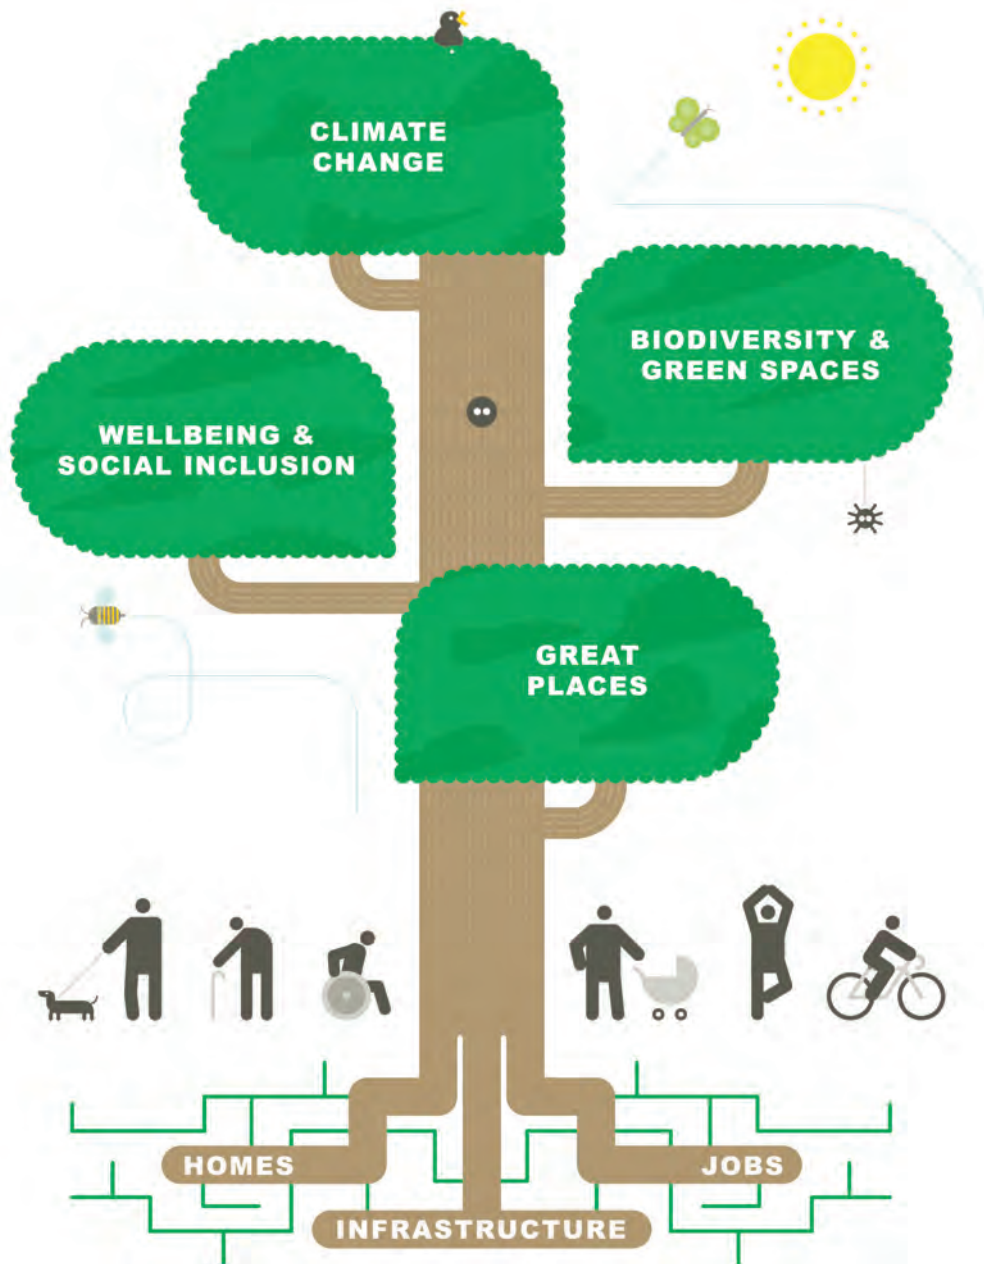 CLIMATE
CHANGE
BIODIVERSITY &
GREEN SPACES
WELLBEING &
SOCIAL INCLUSION
GREAT
PLACES
HOMES
JOBS
INFRASTRUCTURE